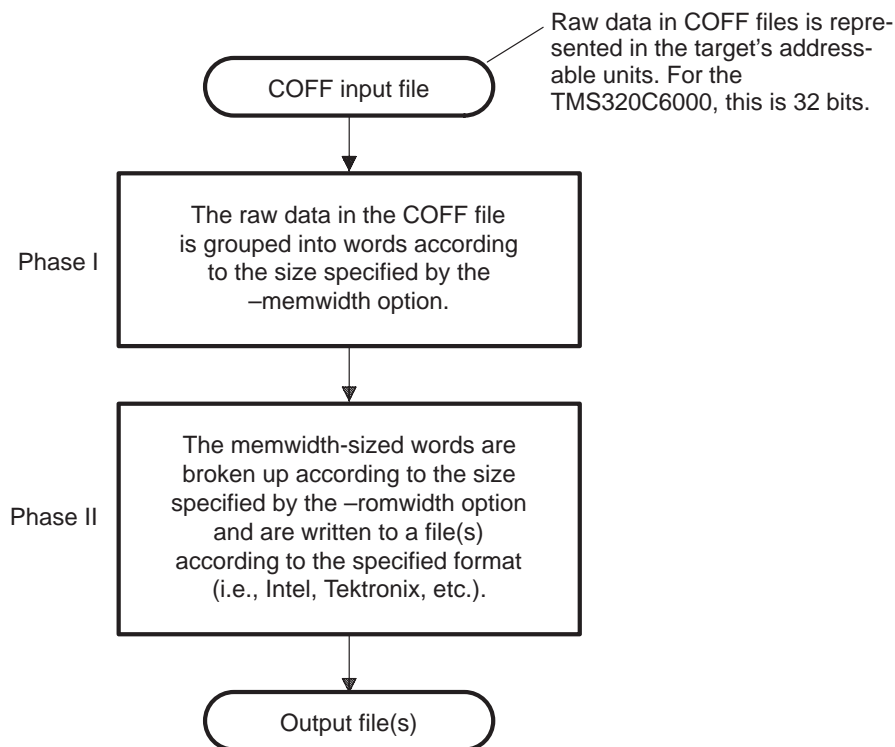 Raw data in COFF files is repre-
sented in the target's address-
able units. For the
TMS320C6000, this is 32 bits.
COFF input file
Phase I
The raw data in the COFF file
is grouped into words according
to the size specified by the
–memwidth option.
Phase II
The memwidth-sized words are
broken up according to the size
specified by the –romwidth option
and are written to a file(s)
according to the specified format
(i.e., Intel, Tektronix, etc.).
Output file(s)